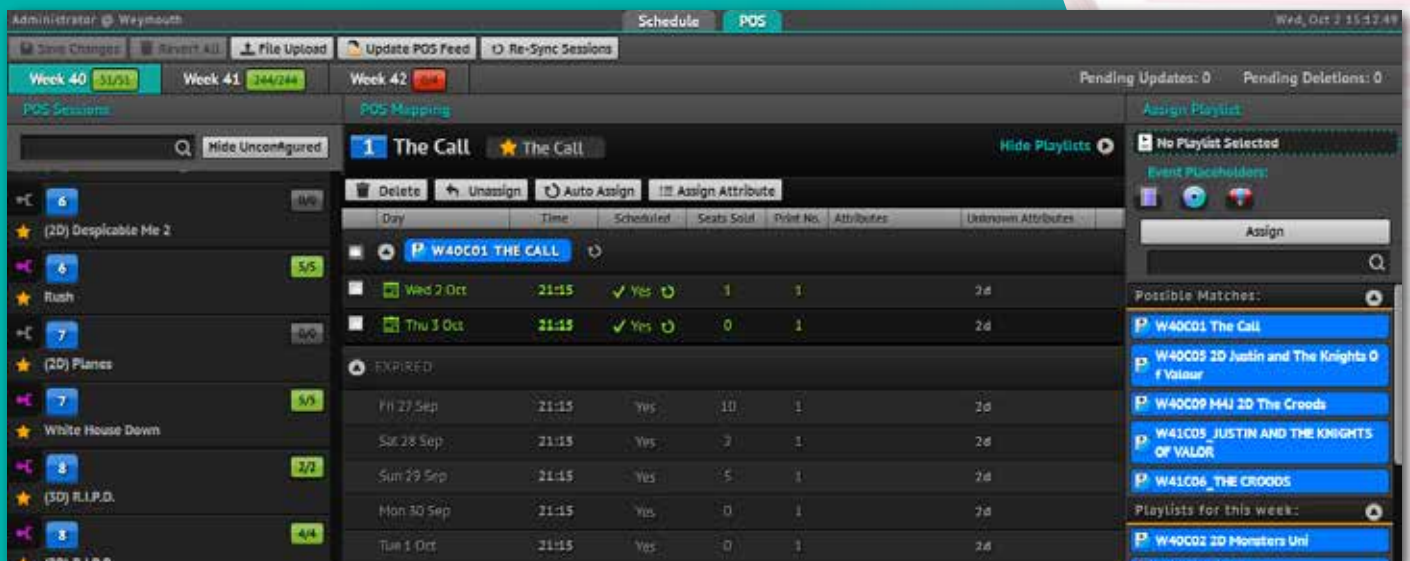 Administrator @ Weymouth
Schedule
POS
Wed, Oct 2 15:12:49
Save Changes
Revert All
File Upload
Update POS Feed
Re-Sync Sessions
Week 40 51/51
Week 41 244/244
Week 42 0/4
Pending Updates: 0
Pending Deletions: 0
POS Sessions
POS Mapping
Assign Playlist
Hide Unconfigured
1 The Call
The Call
Hide Playlists
No Playlist Selected
Event Placeholders:
Delete
Unassign
Auto Assign
Assign Attribute
Assign
Day Time Scheduled Seats Sold Print No. Attributes Unknown Attributes
6 0/0
(2D) Despicable Me 2
6 5/5
Rush
7 0/0
(2D) Planes
7 5/5
White House Down
8 2/2
(3D) R.I.P.D.
8 4/4
W40C01 THE CALL
Wed 2 Oct 21:15 Yes 1 1 2d
Thu 3 Oct 21:15 Yes 0 1 2d
EXPIRED
Fri 27 Sep 21:15 Yes 10 1 2d
Sat 28 Sep 21:15 Yes 2 1 2d
Sun 29 Sep 21:15 Yes 5 1 2d
Mon 30 Sep 21:15 Yes 0 1 2d
Tue 1 Oct 21:15 Yes 0 1 2d
Possible Matches:
W40C01 The Call
W40C05 2D Justin and The Knights O
f Valour
W40C09 M4J 2D The Croods
W41C05_JUSTIN AND THE KNIGHTS
OF VALOR
W41C06_THE CROODS
Playlists for this week:
W40C02 2D Monsters Uni